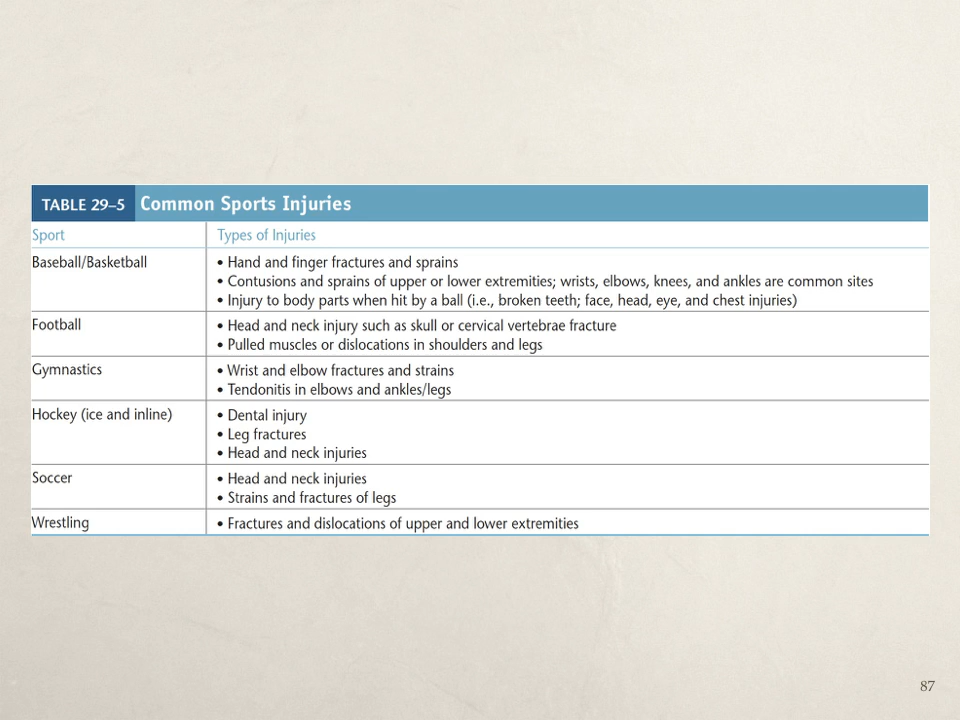 TABLE 29–5 Common Sports Injuries
Sport Types of Injuries
Baseball/Basketball • Hand and finger fractures and sprains
• Contusions and sprains of upper or lower extremities; wrists, elbows, knees, and ankles are common sites
• Injury to body parts when hit by a ball (i.e., broken teeth; face, head, eye, and chest injuries)
Football • Head and neck injury such as skull or cervical vertebrae fracture
• Pulled muscles or dislocations in shoulders and legs
Gymnastics • Wrist and elbow fractures and strains
• Tendonitis in elbows and ankles/legs
Hockey (ice and inline) • Dental injury
• Leg fractures
• Head and neck injuries
Soccer • Head and neck injuries
• Strains and fractures of legs
Wrestling • Fractures and dislocations of upper and lower extremities
87